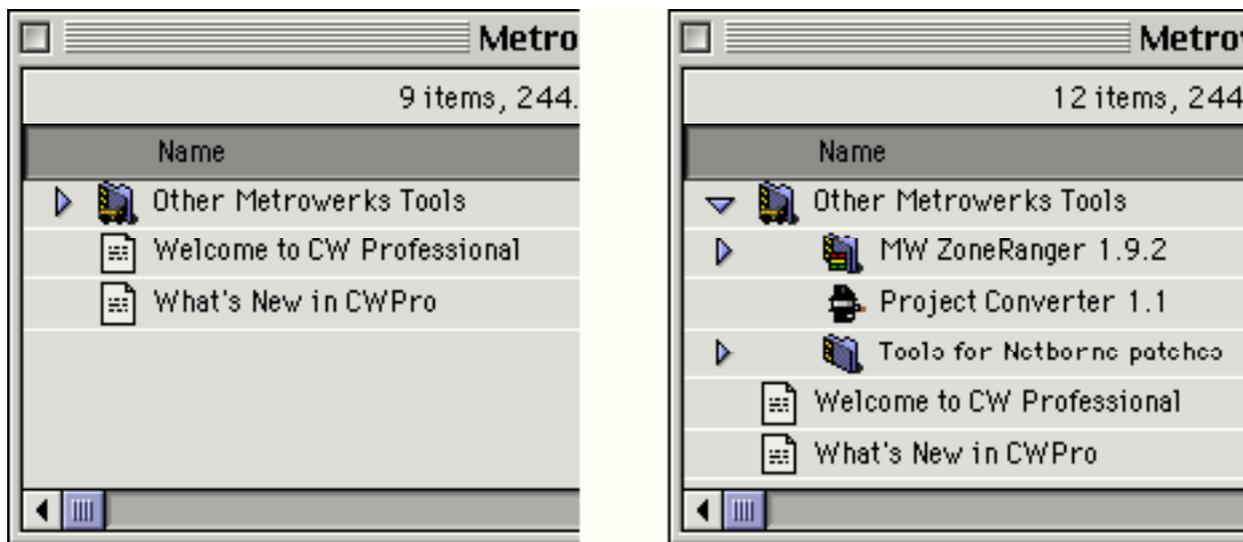 Metro
9 items, 244.
Name
Other Metrowerks Tools
Welcome to CW Professional
What's New in CWPro
Metrow
12 items, 244
Name
Other Metrowerks Tools
MW ZoneRanger 1.9.2
Project Converter 1.1
Tools for Netborne patches
Welcome to CW Professional
What's New in CWPro